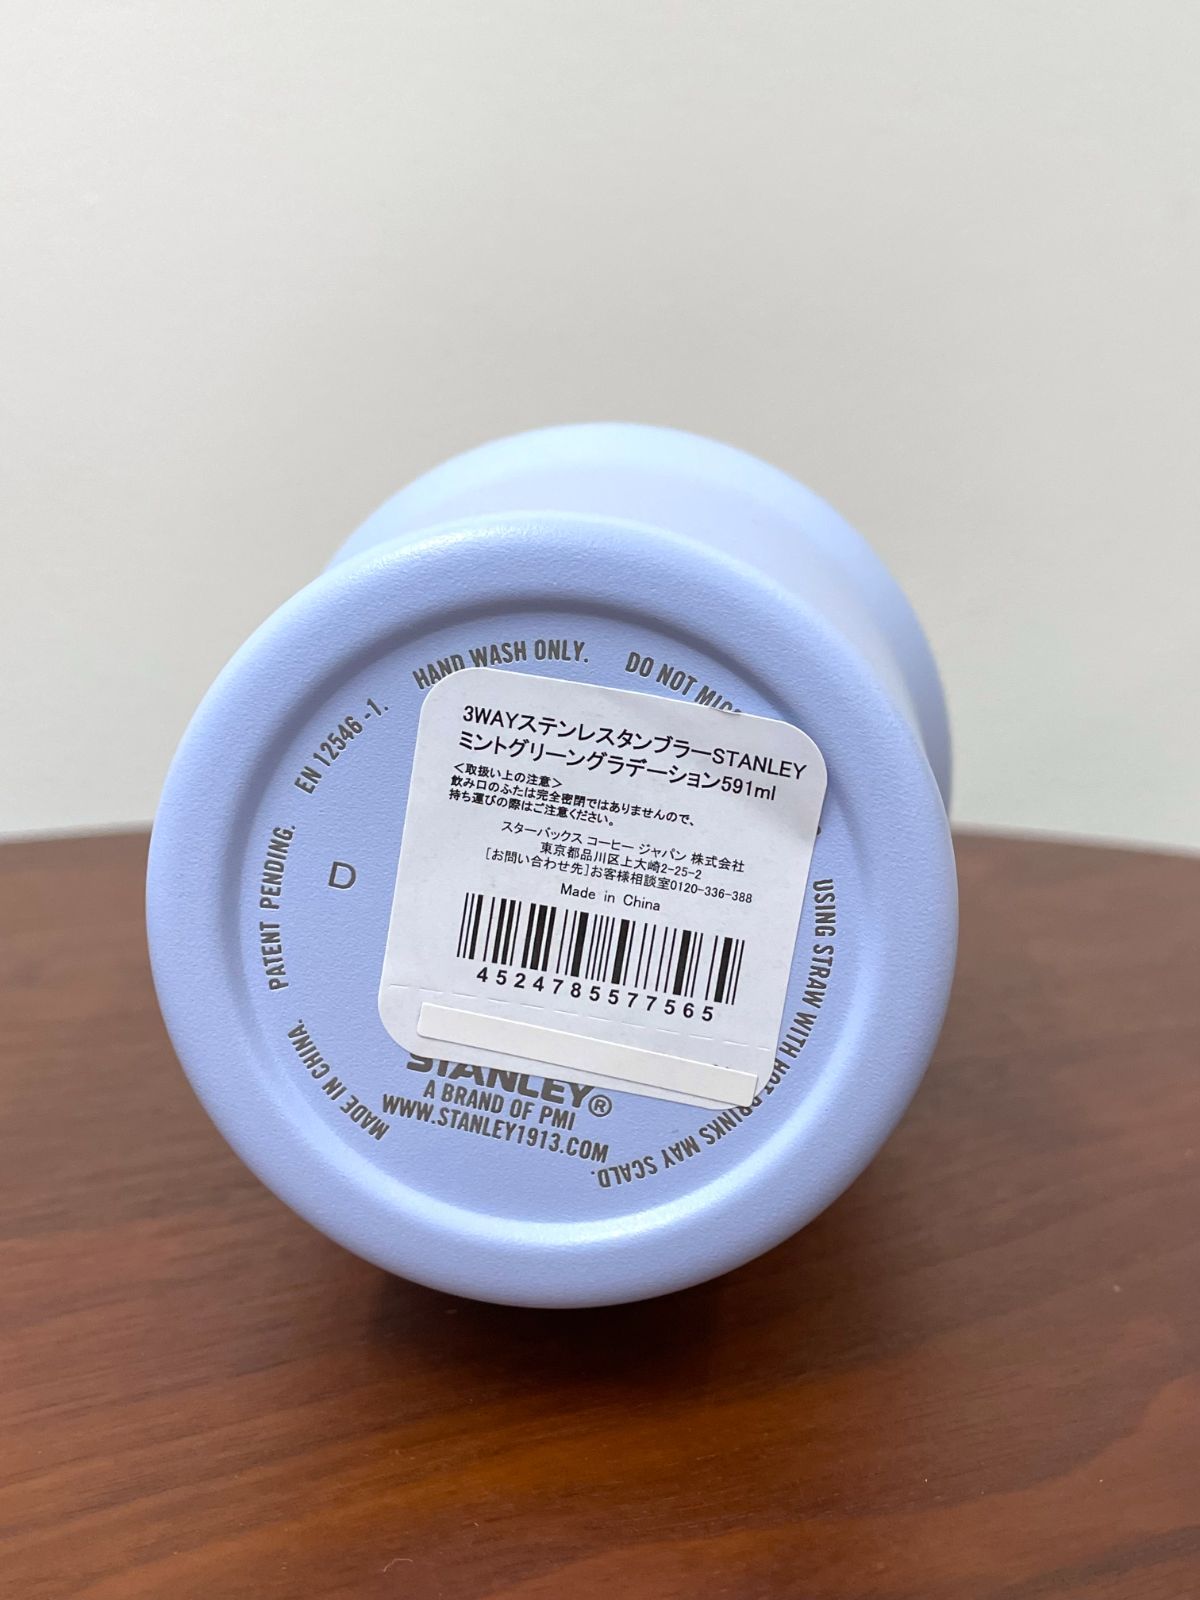 HAND WASH ONLY.
DO NOT
EN 12546-1.
PATENT PENDING.
MADE IN CHINA.
D
3WAYステンレスタンブラーSTANLEY
ミントグリーングラデーション591ml
<取扱い上の注意>
飲み口のふたは完全密閉ではありませんので、
持ち運びの際はご注意ください。
スターバックス コーヒー ジャパン 株式会社
東京都品川区上大崎2-25-2
[お問い合わせ先]お客様相談室0120-336-388
Made in China
4524785577565
STANLEY®
A BRAND OF PMI
WWW.STANLEY1913.COM
USING STRAW WITH HOT DRINKS MAY SCALD.